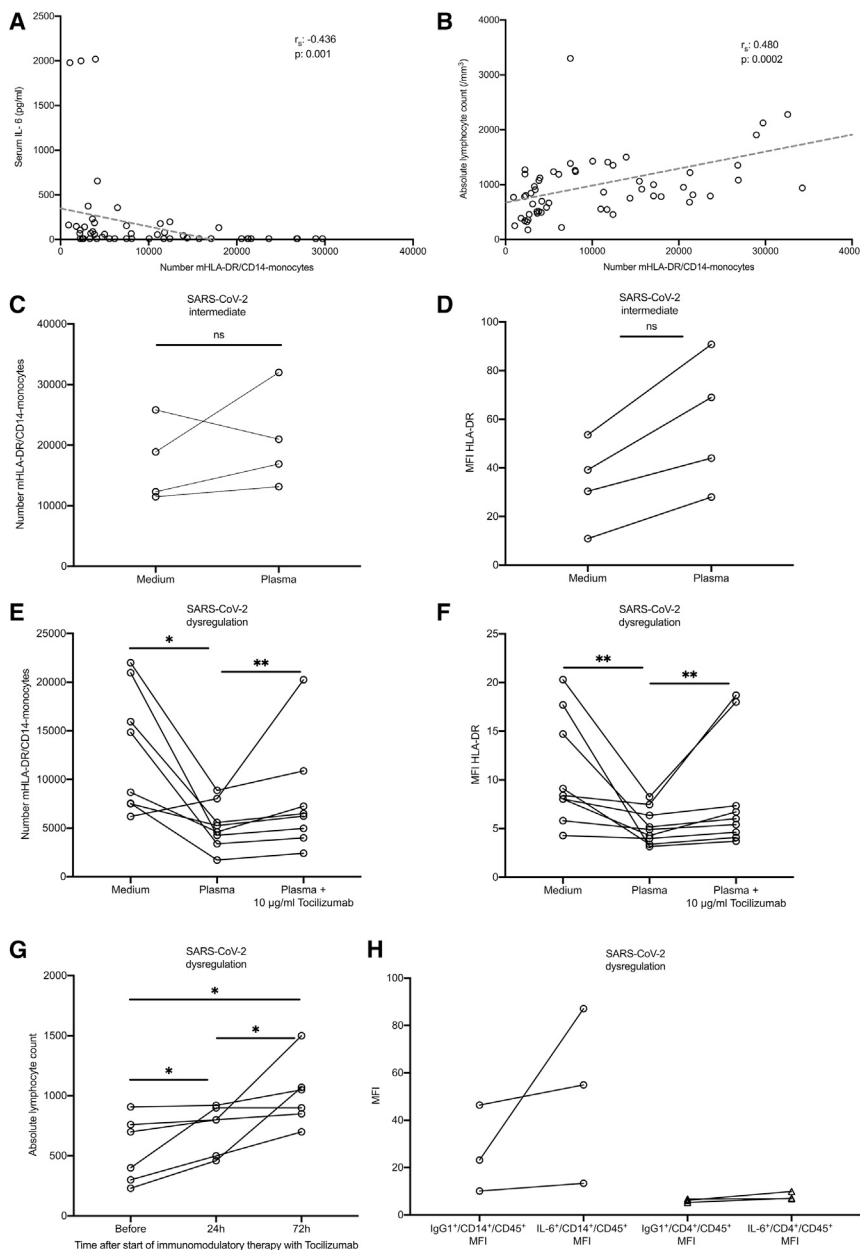 A
2500
2000
1500
1000
500
0
Serum IL- 6 (pg/ml)
rs: -0.436
p: 0.001
0 10000 20000 30000 40000
Number mHLA-DR/CD14-monocytes
B
4000
3000
2000
1000
0
Absolute lymphocyte count (/mm³)
rs: 0.480
p: 0.0002
0 10000 20000 30000 4000
Number mHLA-DR/CD14-monocytes
C
SARS-CoV-2
intermediate
40000
30000
20000
10000
0
Number mHLA-DR/CD14-monocytes
ns
Medium Plasma
D
SARS-CoV-2
intermediate
100
80
60
40
20
0
MFI HLA-DR
ns
Medium Plasma
E
SARS-CoV-2
dysregulation
25000
20000
15000
10000
5000
0
Number mHLA-DR/CD14-monocytes
*
**
Medium Plasma Plasma +
10 µg/ml Tocilizumab
F
SARS-CoV-2
dysregulation
25
20
15
10
5
0
MFI HLA-DR
**
**
Medium Plasma Plasma +
10 µg/ml Tocilizumab
G
SARS-CoV-2
dysregulation
2000
1500
1000
500
0
Absolute lymphocyte count
*
*
*
Before 24h 72h
Time after start of immunomodulatory therapy with Tocilizumab
H
SARS-CoV-2
dysregulation
100
80
60
40
20
0
MFI
IgG1⁺/CD14⁺/CD45⁺ IL-6⁺/CD14⁺/CD45⁺ IgG1⁺/CD4⁺/CD45⁺ IL-6⁺/CD4⁺/CD45⁺
MFI MFI MFI MFI